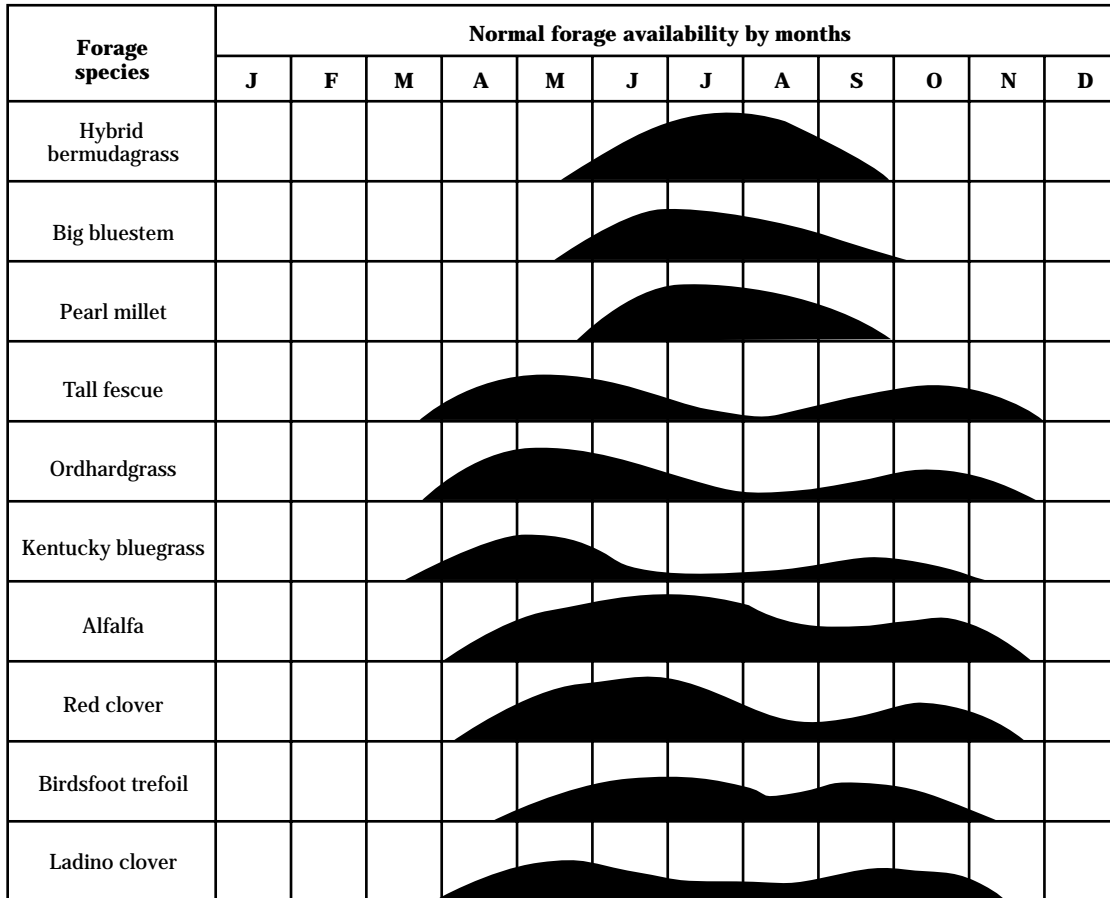 Forage
species
Normal forage availability by months
J F M A M J J A S O N D
Hybrid
bermudagrass
Big bluestem
Pearl millet
Tall fescue
Ordhardgrass
Kentucky bluegrass
Alfalfa
Red clover
Birdsfoot trefoil
Ladino clover